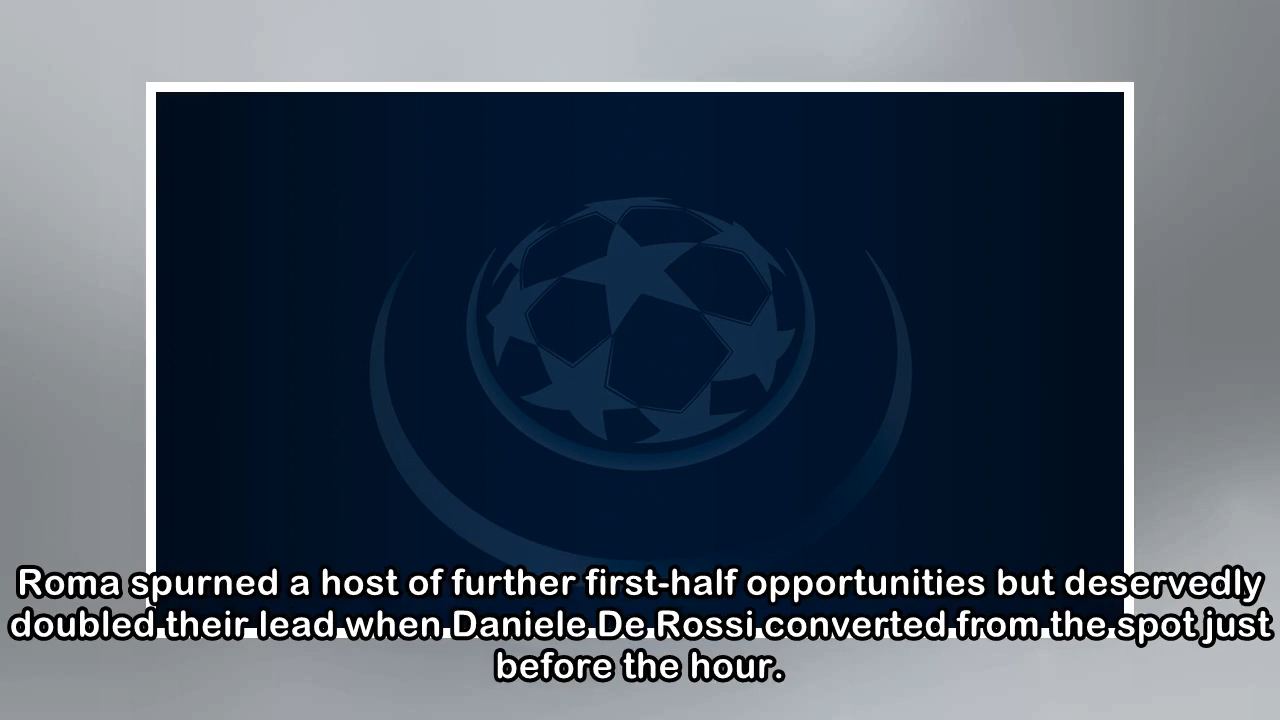 Roma spurned a host of further first-half opportunities but deservedly
doubled their lead when Daniele De Rossi converted from the spot just
before the hour.